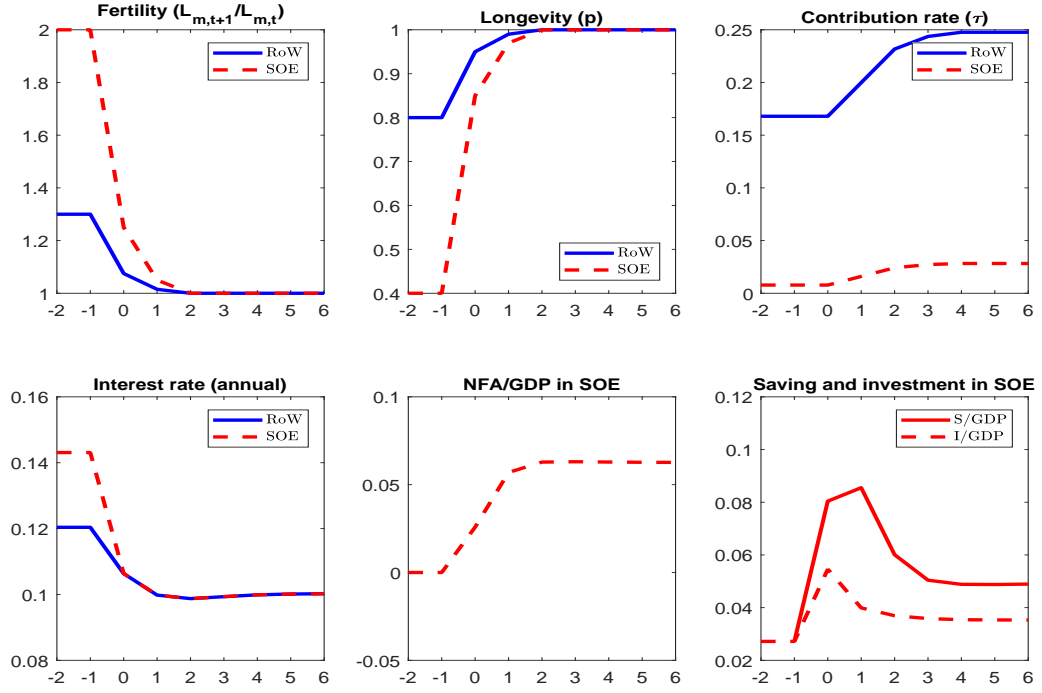 Fertility (L_{m,t+1}/L_{m,t})
2
1.8
1.6
1.4
1.2
1
-2 -1 0 1 2 3 4 5 6
RoW
SOE
Longevity (p)
1
0.9
0.8
0.7
0.6
0.5
0.4
-2 -1 0 1 2 3 4 5 6
RoW
SOE
Contribution rate (τ)
0.25
0.2
0.15
0.1
0.05
0
-2 -1 0 1 2 3 4 5 6
RoW
SOE
Interest rate (annual)
0.16
0.14
0.12
0.1
0.08
-2 -1 0 1 2 3 4 5 6
RoW
SOE
NFA/GDP in SOE
0.1
0.05
0
-0.05
-2 -1 0 1 2 3 4 5 6
Saving and investment in SOE
0.12
0.1
0.08
0.06
0.04
0.02
-2 -1 0 1 2 3 4 5 6
S/GDP
I/GDP